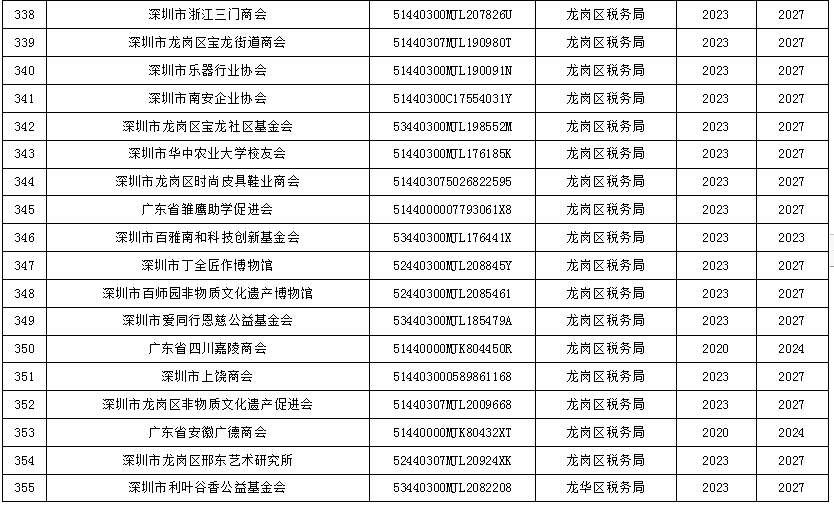 338 深圳市浙江三门商会 51440300MJL207826U 龙岗区税务局 2023 2027
339 深圳市龙岗区宝龙街道商会 51440307MJL190980T 龙岗区税务局 2023 2027
340 深圳市乐器行业协会 51440300MJL190091N 龙岗区税务局 2023 2027
341 深圳市南安企业协会 51440300C17554031Y 龙岗区税务局 2023 2027
342 深圳市龙岗区宝龙社区基金会 53440300MJL198552M 龙岗区税务局 2023 2027
343 深圳市华中农业大学校友会 51440300MJL176185K 龙岗区税务局 2023 2027
344 深圳市龙岗区时尚皮具鞋业商会 514403075026822595 龙岗区税务局 2023 2027
345 广东省雏鹰助学促进会 5144000007793061X8 龙岗区税务局 2023 2027
346 深圳市百雅南和科技创新基金会 53440300MJL176441X 龙岗区税务局 2023 2023
347 深圳市丁全匠作博物馆 52440300MJL208845Y 龙岗区税务局 2023 2027
348 深圳市百师园非物质文化遗产博物馆 52440300MJL2085461 龙岗区税务局 2023 2027
349 深圳市爱同行恩慈公益基金会 53440300MJL185479A 龙岗区税务局 2023 2027
350 广东省四川嘉陵商会 51440000MJK804450R 龙岗区税务局 2020 2024
351 深圳市上饶商会 514403000589861168 龙岗区税务局 2023 2027
352 深圳市龙岗区非物质文化遗产促进会 51440307MJL2009668 龙岗区税务局 2023 2027
353 广东省安徽广德商会 51440000MJK80432XT 龙岗区税务局 2020 2024
354 深圳市龙岗区邢东艺术研究所 52440307MJL20924XK 龙岗区税务局 2023 2027
355 深圳市利叶谷香公益基金会 53440300MJL2082208 龙华区税务局 2023 2027